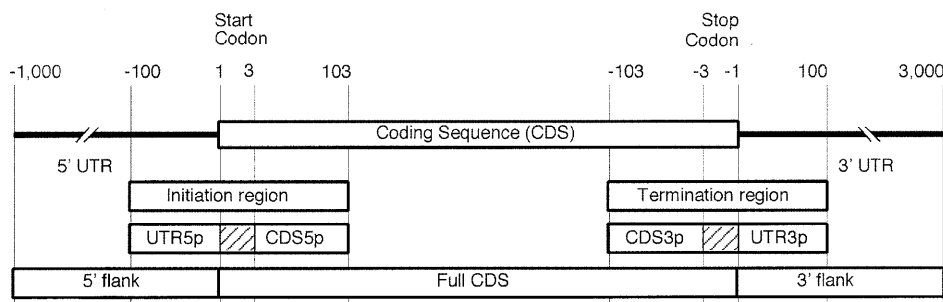 Start Codon
Stop Codon
-1,000 -100 1 3 103 -103 -3 -1 100 3,000
Coding Sequence (CDS)
5' UTR 3' UTR
Initiation region Termination region
UTR5p CDS5p CDS3p UTR3p
5' flank Full CDS 3' flank